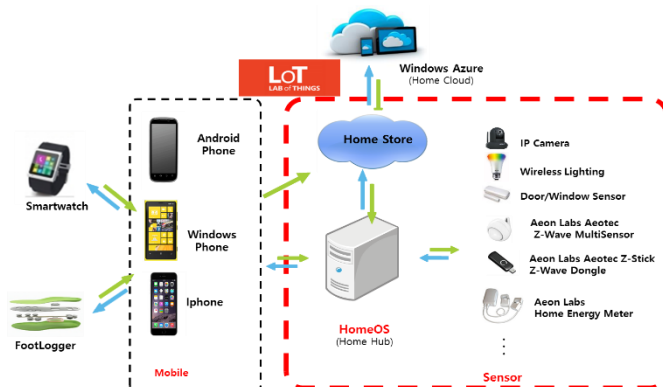 LoT
LAB OF THINGS
Windows Azure
(Home Cloud)
Android
Phone
Home Store
IP Camera
Wireless Lighting
Door/Window Sensor
Smartwatch
Windows
Phone
Aeon Labs Aeotec
Z-Wave MultiSensor
Aeon Labs Aeotec Z-Stick
Z-Wave Dongle
Iphone
Aeon Labs
Home Energy Meter
FootLogger
HomeOS
(Home Hub)
Mobile
Sensor